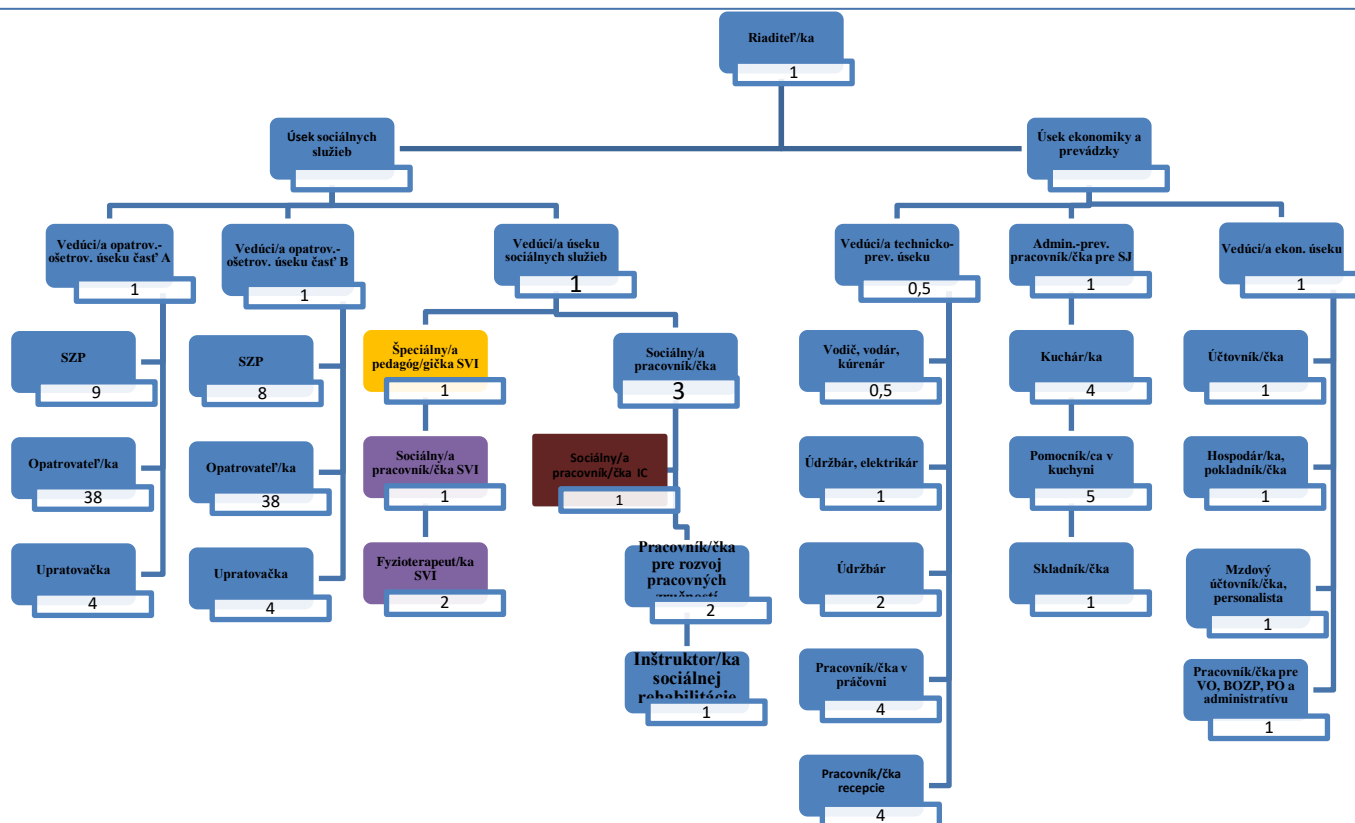 Riaditeľ/ka
1
Úsek sociálnych
služieb
Úsek ekonomiky a
prevádzky
Vedúci/a opatrov.-
ošetrov. úseku časť A
1
Vedúci/a opatrov.-
ošetrov. úseku časť B
1
Vedúci/a úseku
sociálnych služieb
1
Vedúci/a technicko-
prev. úseku
0,5
Admin.-prev.
pracovník/čka pre SJ
1
Vedúci/a ekon. úseku
1
SZP
9
SZP
8
Špeciálny/a
pedagóg/gička SVI
1
Sociálny/a
pracovník/čka
3
Vodič, vodár,
kúrenár
0,5
Kuchár/ka
4
Účtovník/čka
1
Opatrovateľ/ka
38
Opatrovateľ/ka
38
Sociálny/a
pracovník/čka SVI
1
Sociálny/a
pracovník/čka IC
1
Údržbár, elektrikár
1
Pomocník/ca v
kuchyni
5
Hospodár/ka,
pokladník/čka
1
Upratovačka
4
Upratovačka
4
Fyzioterapeut/ka
SVI
2
Pracovník/čka
pre rozvoj
pracovných
zručností
2
Údržbár
2
Skladník/čka
1
Mzdový
účtovník/čka,
personalista
1
Inštruktor/ka
sociálnej
rehabilitácie
1
Pracovník/čka v
práčovni
4
Pracovník/čka pre
VO, BOZP, PO a
administratívu
1
Pracovník/čka
recepcie
4